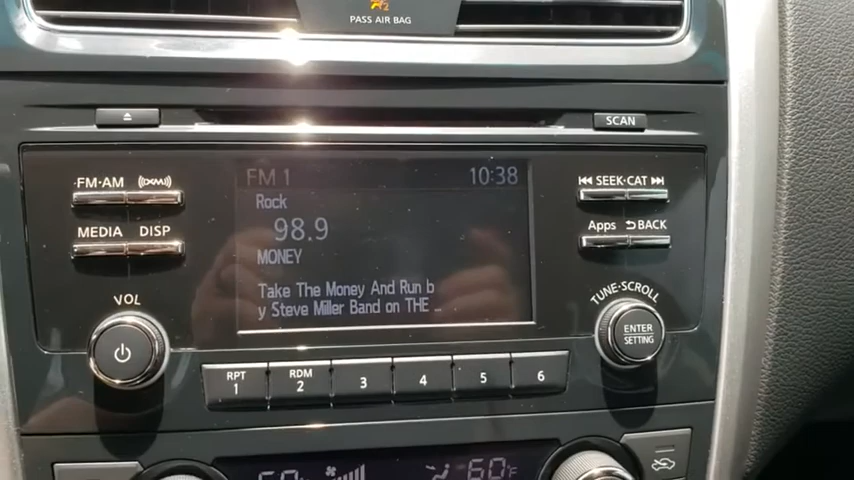 PASS AIR BAG
SCAN
FM·AM ((XM))
FM 1 10:38
SEEK·CAT
Rock
98.9
MEDIA DISP
Apps BACK
MONEY
Take The Money And Run b
y Steve Miller Band on THE ...
VOL
TUNE·SCROLL
ENTER
SETTING
RPT
1
RDM
2
3
4
5
6
60°F